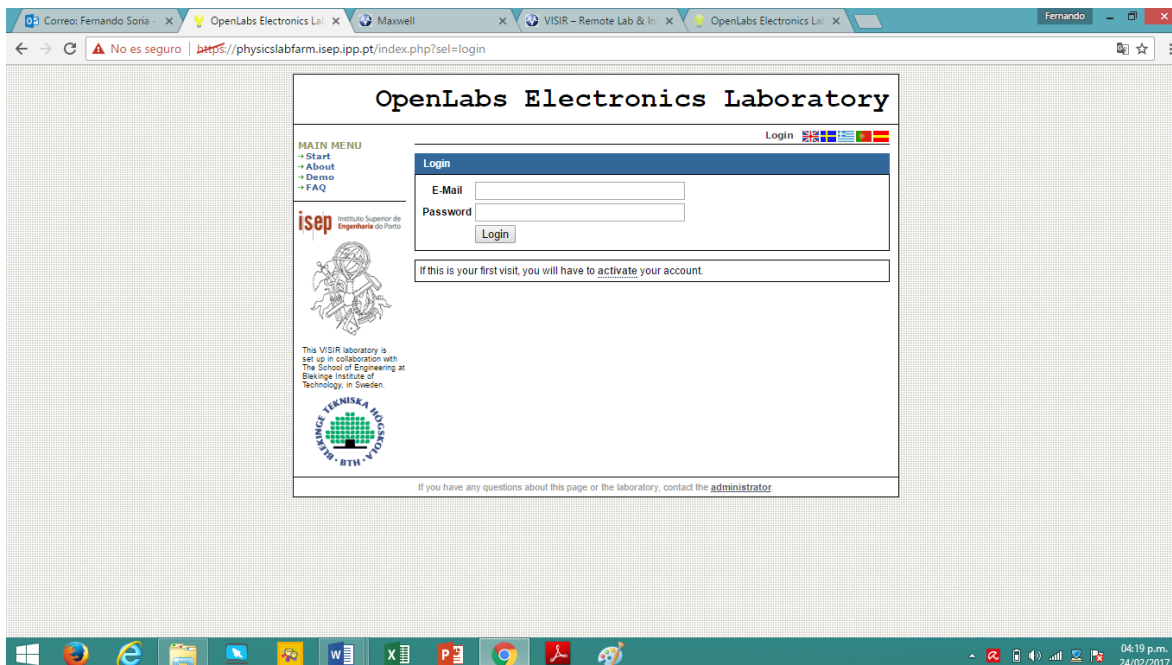 Correo: Fernando Soria -
OpenLabs Electronics La
Maxwell
VISIR – Remote Lab & In
OpenLabs Electronics La
Fernando
No es seguro | https://physicslabfarm.isep.ipp.pt/index.php?sel=login
OpenLabs Electronics Laboratory
Login
MAIN MENU
Start
About
Demo
FAQ
isep Instituto Superior de
Engenharia do Porto
This VISIR laboratory is
set up in collaboration with
The School of Engineering at
Blekinge Institute of
Technology, in Sweden.
BLEKINGE TEKNISKA HÖGSKOLA
· BTH ·
Login
E-Mail
Password
Login
If this is your first visit, you will have to activate your account.
If you have any questions about this page or the laboratory, contact the administrator.
04:19 p.m.
24/02/2017